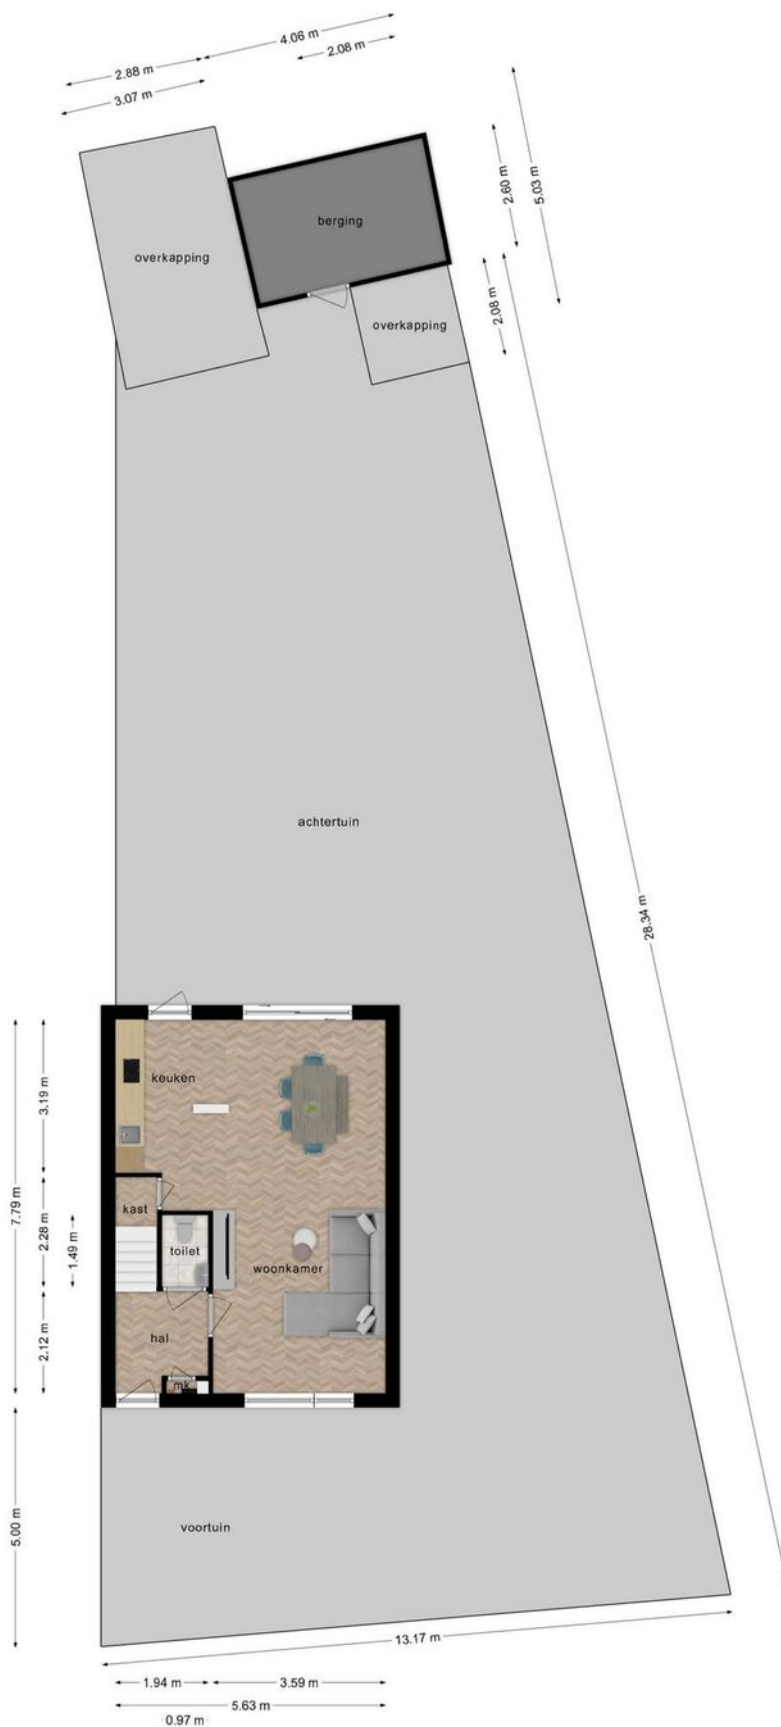 4.06 m
2.08 m
2.88 m
3.07 m
2.60 m
5.03 m
berging
overkapping
overkapping
2.08 m
achtertuin
28.34 m
keuken
3.19 m
7.79 m
kast
2.28 m
1.49 m
toilet
woonkamer
hal
2.12 m
mk
5.00 m
voortuin
13.17 m
1.94 m
3.59 m
5.63 m
0.97 m